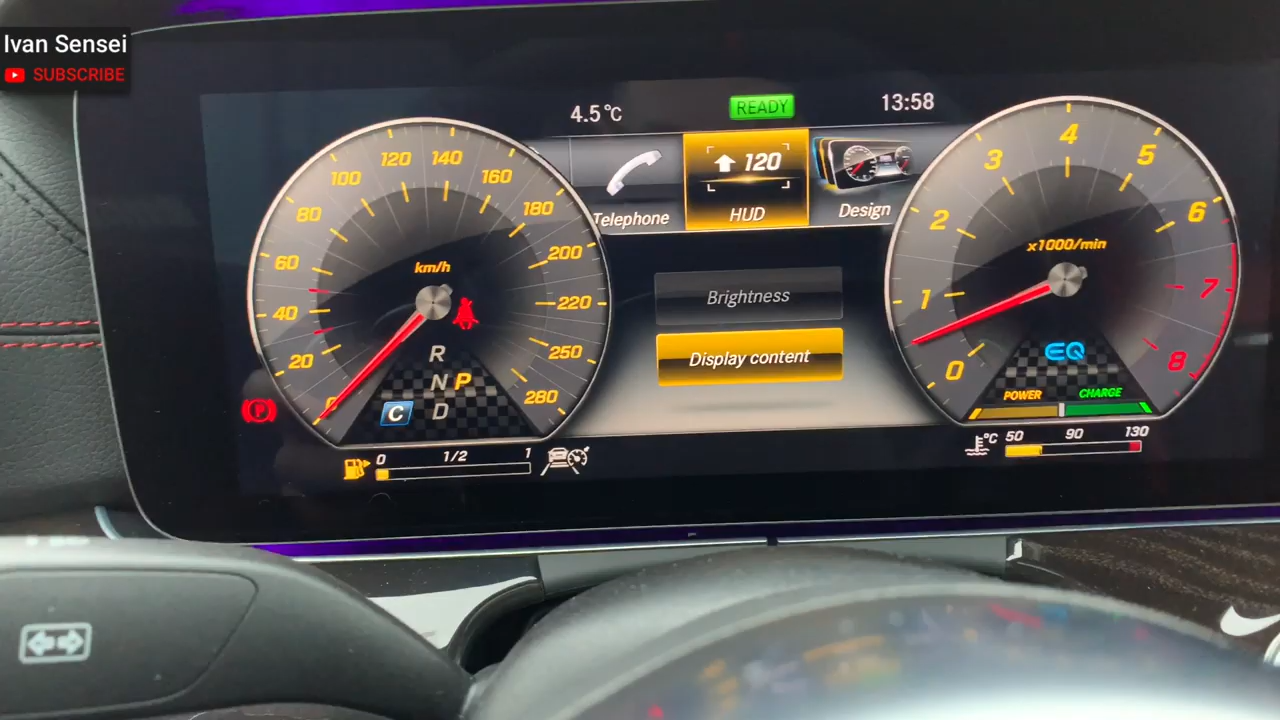 Ivan Sensei
SUBSCRIBE
4.5°C
READY
13:58
Telephone
120
HUD
Design
Brightness
Display content
0
20
40
60
80
100
120
140
160
180
200
220
250
280
km/h
R
N P
D
C
P
0 1/2 1
0
1
2
3
4
5
6
7
8
x1000/min
EQ
POWER
CHARGE
°C 50 90 130